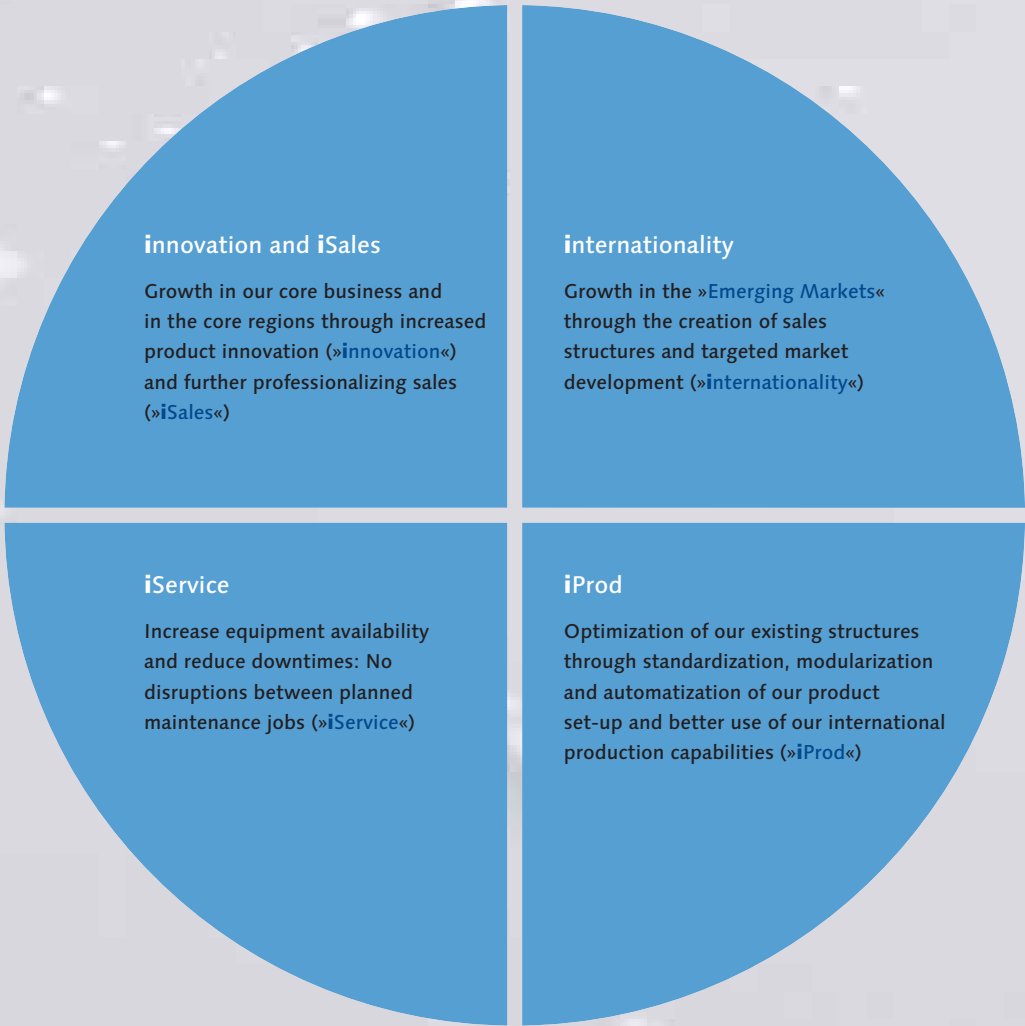 innovation and iSales
Growth in our core business and
in the core regions through increased
product innovation (»innovation«)
and further professionalizing sales
(»iSales«)
internationality
Growth in the »Emerging Markets«
through the creation of sales
structures and targeted market
development (»internationality«)
iService
Increase equipment availability
and reduce downtimes: No
disruptions between planned
maintenance jobs (»iService«)
iProd
Optimization of our existing structures
through standardization, modularization
and automatization of our product
set-up and better use of our international
production capabilities (»iProd«)